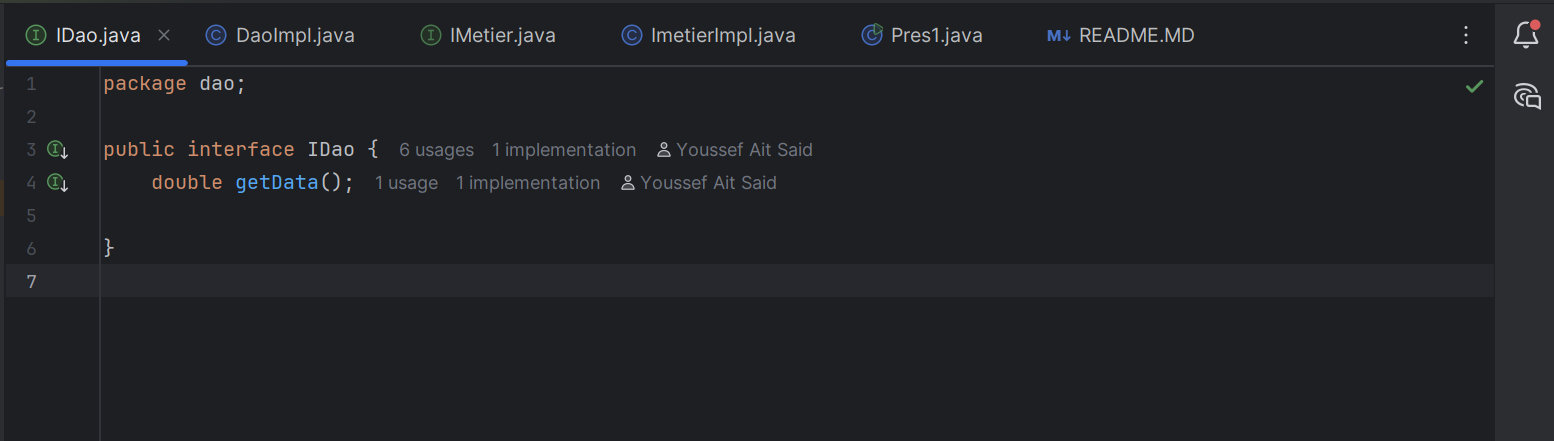 IDao.java DaoImpl.java IMetier.java ImetierImpl.java Pres1.java M↓ README.MD
1 package dao;
2
3 public interface IDao { 6 usages 1 implementation Youssef Ait Said
4 double getData(); 1 usage 1 implementation Youssef Ait Said
5
6 }
7